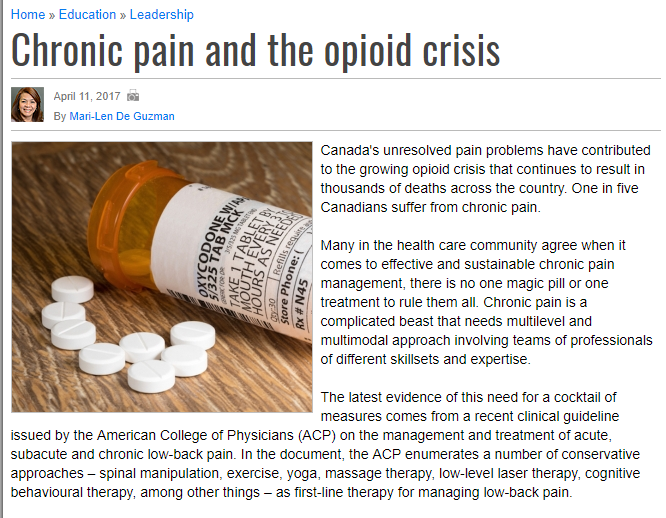 Home » Education » Leadership
Chronic pain and the opioid crisis
April 11, 2017
By Mari-Len De Guzman
OXYCODONE W/A
5/325 TAB MCK
TAKE 1 TABLET BY
MOUTH EVERY 3
HOURS AS NEEDED
Refills require
Store Phone: (
Rx # N45
Canada's unresolved pain problems have contributed
to the growing opioid crisis that continues to result in
thousands of deaths across the country. One in five
Canadians suffer from chronic pain.
Many in the health care community agree when it
comes to effective and sustainable chronic pain
management, there is no one magic pill or one
treatment to rule them all. Chronic pain is a
complicated beast that needs multilevel and
multimodal approach involving teams of professionals
of different skillsets and expertise.
The latest evidence of this need for a cocktail of
measures comes from a recent clinical guideline
issued by the American College of Physicians (ACP) on the management and treatment of acute,
subacute and chronic low-back pain. In the document, the ACP enumerates a number of conservative
approaches – spinal manipulation, exercise, yoga, massage therapy, low-level laser therapy, cognitive
behavioural therapy, among other things – as first-line therapy for managing low-back pain.